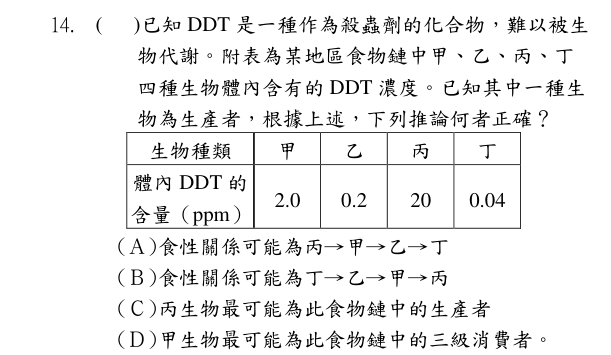 14. ( )已知 DDT 是一種作為殺蟲劑的化合物，難以被生
物代謝。附表為某地區食物鏈中甲、乙、丙、丁
四種生物體內含有的 DDT 濃度。已知其中一種生
物為生產者，根據上述，下列推論何者正確？
生物種類 甲 乙 丙 丁
體內 DDT 的
含量（ppm） 2.0 0.2 20 0.04
(A)食性關係可能為丙→甲→乙→丁
(B)食性關係可能為丁→乙→甲→丙
(C)丙生物最可能為此食物鏈中的生產者
(D)甲生物最可能為此食物鏈中的三級消費者。